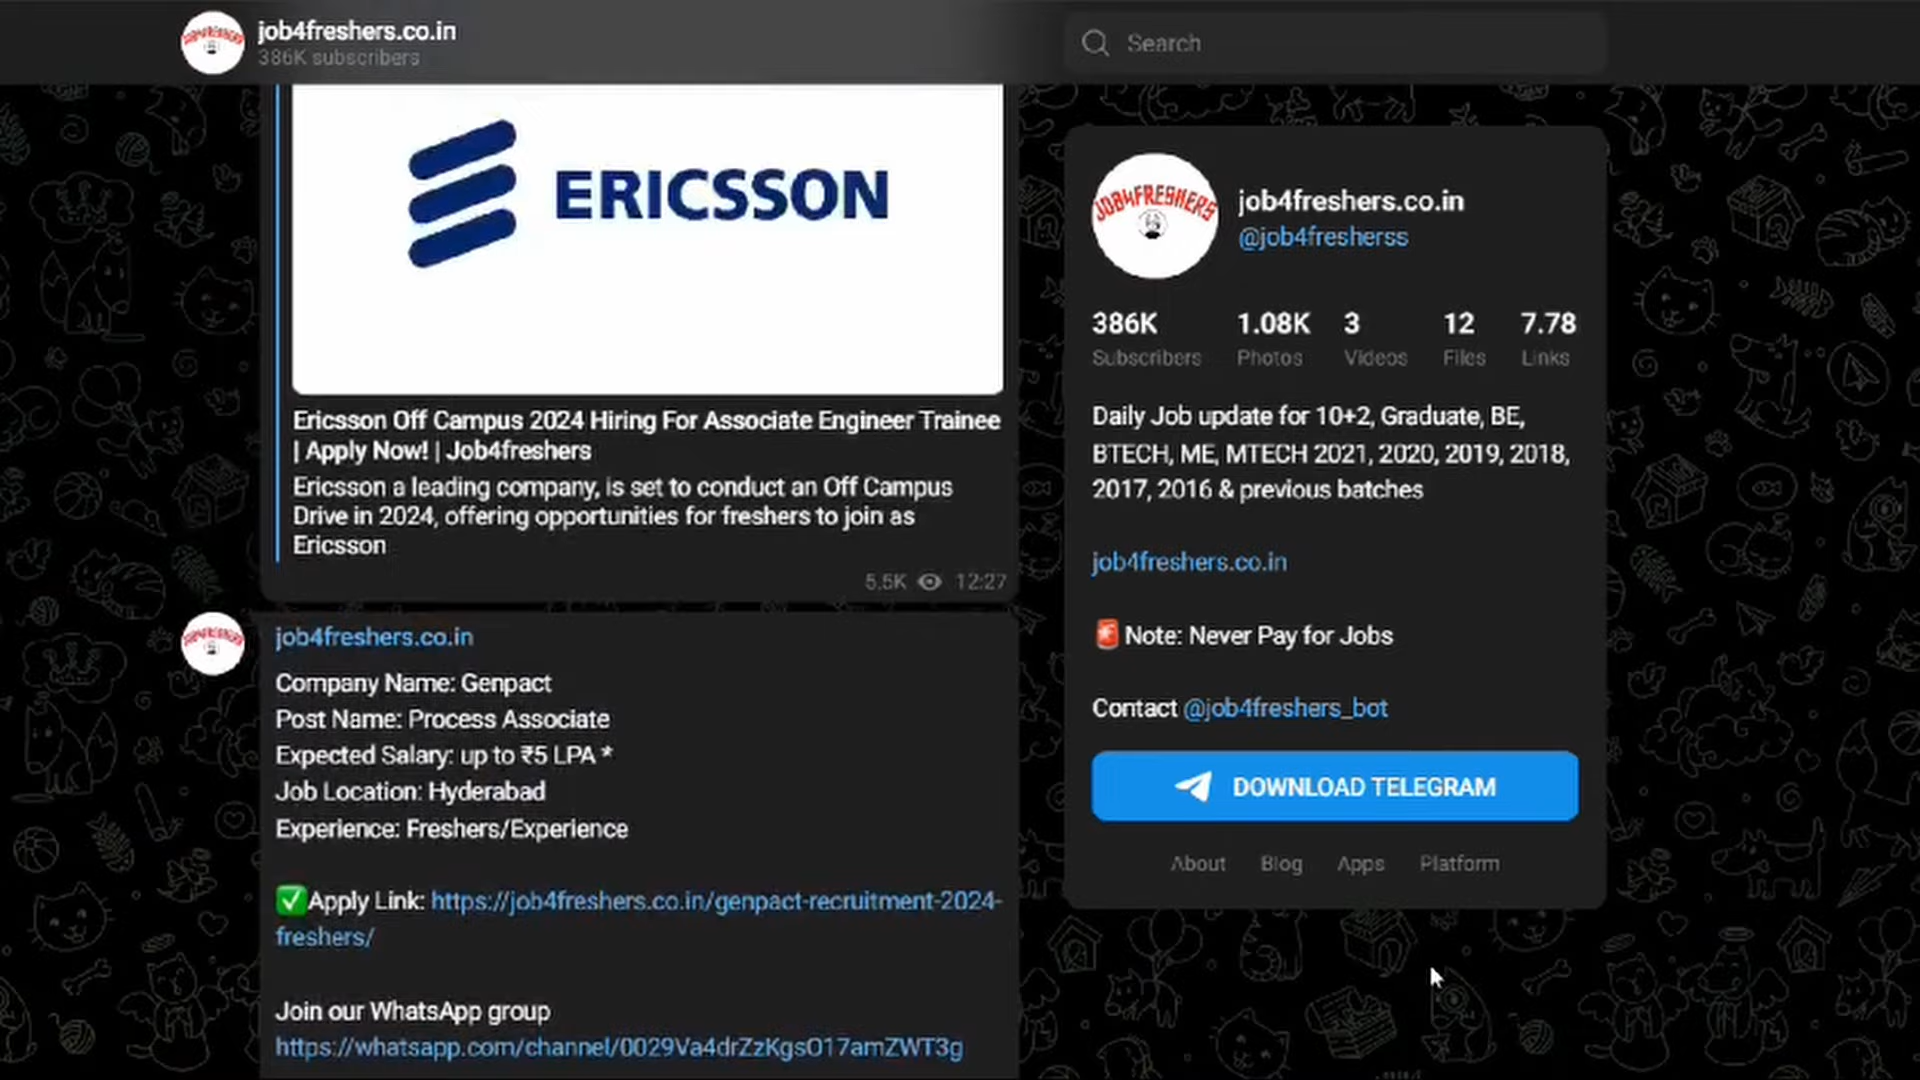 job4freshers.co.in
386K subscribers
Search
ERICSSON
Ericsson Off Campus 2024 Hiring For Associate Engineer Trainee
| Apply Now! | Job4freshers
Ericsson a leading company, is set to conduct an Off Campus
Drive in 2024, offering opportunities for freshers to join as
Ericsson
5.5K 12:27
job4freshers.co.in
Company Name: Genpact
Post Name: Process Associate
Expected Salary: up to ₹5 LPA *
Job Location: Hyderabad
Experience: Freshers/Experience
✅Apply Link: https://job4freshers.co.in/genpact-recruitment-2024-
freshers/
Join our WhatsApp group
https://whatsapp.com/channel/0029Va4drZzKgsO17amZWT3g
JOB4FRESHERS
job4freshers.co.in
@job4fresherss
386K 1.08K 3 12 7.78
Subscribers Photos Videos Files Links
Daily Job update for 10+2, Graduate, BE,
BTECH, ME, MTECH 2021, 2020, 2019, 2018,
2017, 2016 & previous batches
job4freshers.co.in
🚨Note: Never Pay for Jobs
Contact @job4freshers_bot
DOWNLOAD TELEGRAM
About Blog Apps Platform